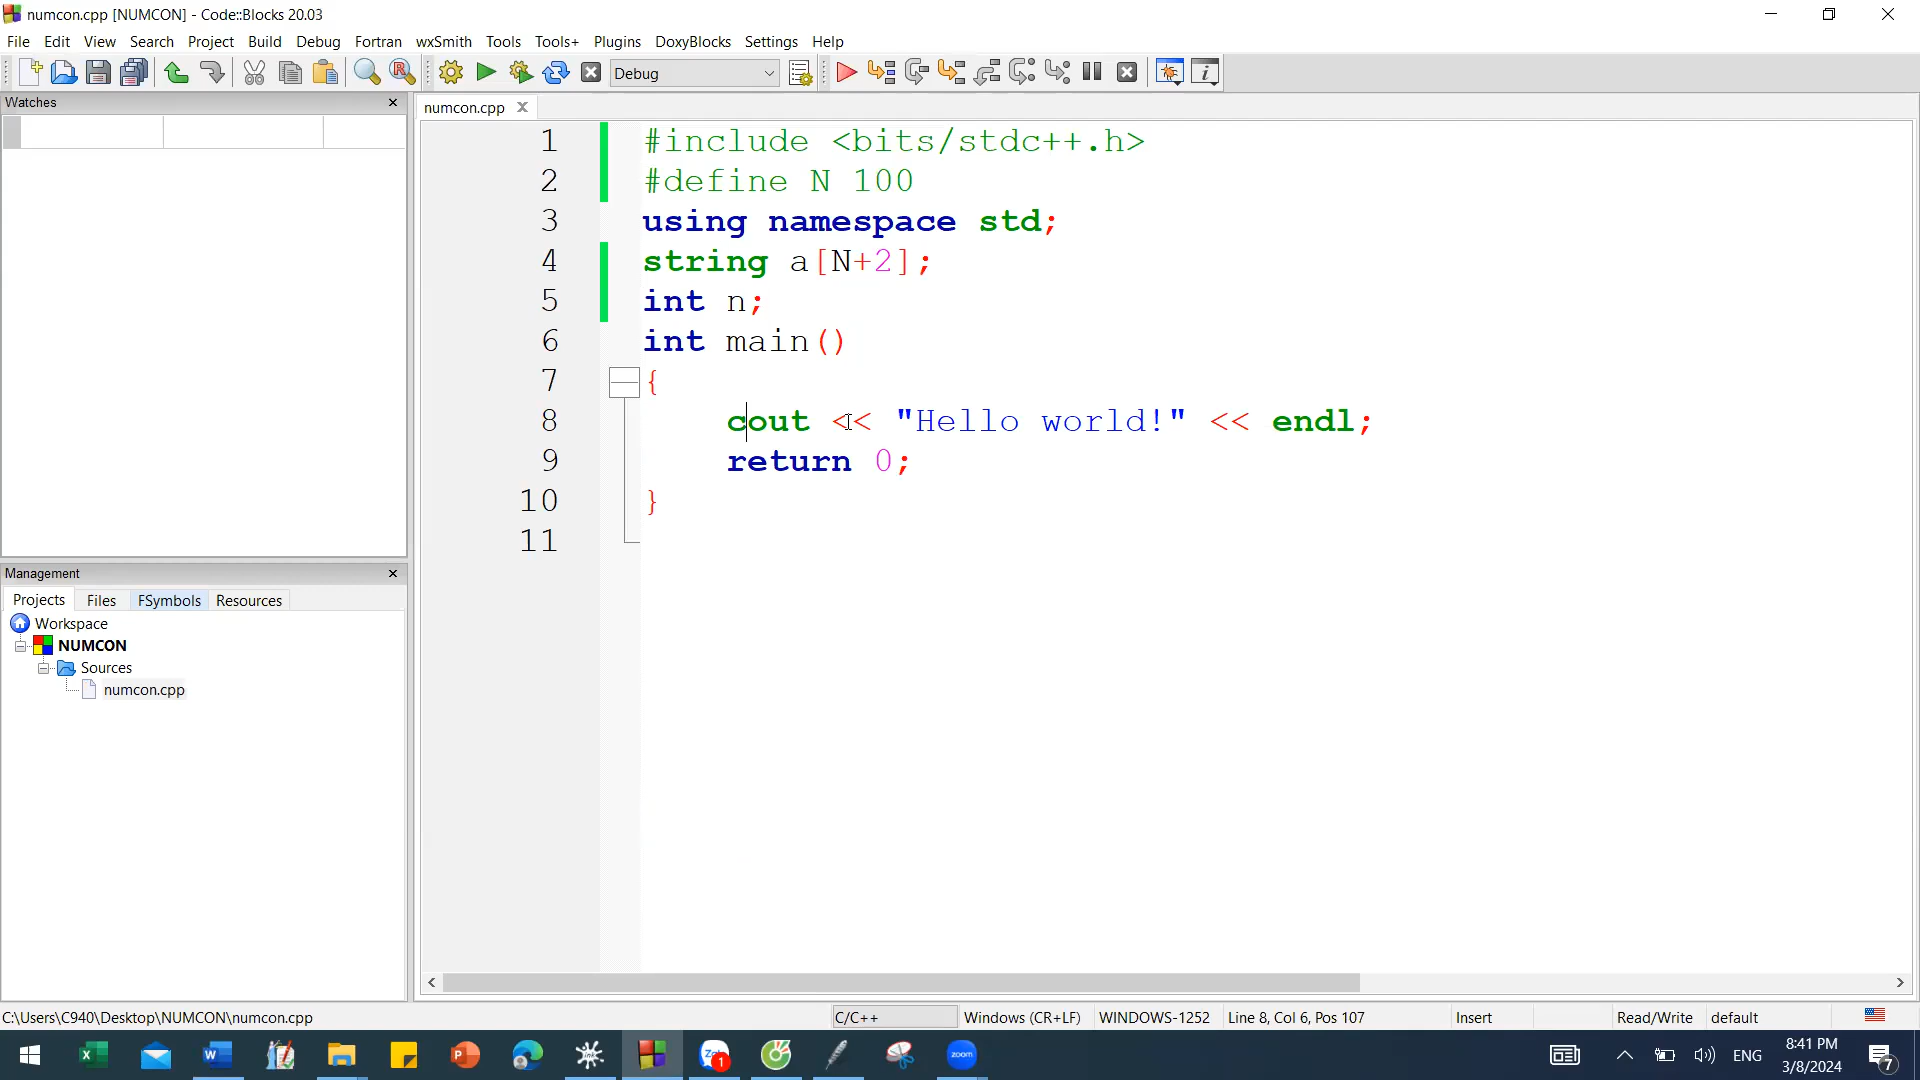 numcon.cpp [NUMCON] - Code::Blocks 20.03
File Edit View Search Project Build Debug Fortran wxSmith Tools Tools+ Plugins DoxyBlocks Settings Help
Debug
Watches
numcon.cpp
1 #include <bits/stdc++.h>
2 #define N 100
3 using namespace std;
4 string a[N+2];
5 int n;
6 int main()
7 {
8 cout << "Hello world!" << endl;
9 return 0;
10 }
11
Management
Projects Files FSymbols Resources
Workspace
NUMCON
Sources
numcon.cpp
C:\Users\C940\Desktop\NUMCON\numcon.cpp C/C++ Windows (CR+LF) WINDOWS-1252 Line 8, Col 6, Pos 107 Insert Read/Write default
zoom
1
ENG
8:41 PM
3/8/2024
7